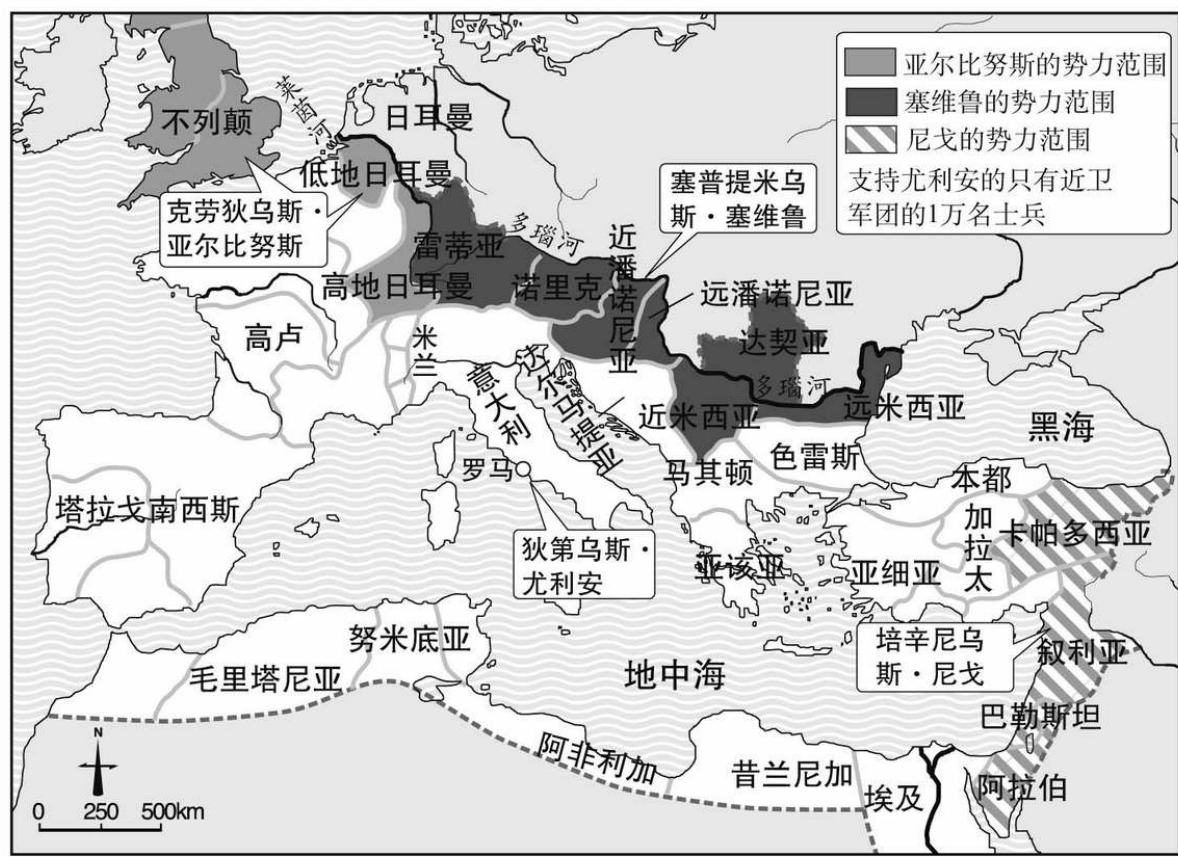 亚尔比努斯的势力范围
塞维鲁的势力范围
尼戈的势力范围
支持尤利安的只有近卫
军团的1万名士兵
不列颠
莱茵河
日耳曼
低地日耳曼
克劳狄乌斯·
亚尔比努斯
塞普提米乌
斯·塞维鲁
雷蒂亚
多瑙河
近潘诺尼亚
高地日耳曼
诺里克
远潘诺尼亚
高卢
米兰
达契亚
意大利
达尔马提亚
多瑙河
近米西亚
远米西亚
黑海
罗马
马其顿
色雷斯
本都
塔拉戈南西斯
加拉太
卡帕多西亚
狄第乌斯·
尤利安
亚该亚
亚细亚
努米底亚
毛里塔尼亚
地中海
培辛尼乌
斯·尼戈
叙利亚
巴勒斯坦
阿非利加
昔兰尼加
埃及
阿拉伯
N
0 250 500km